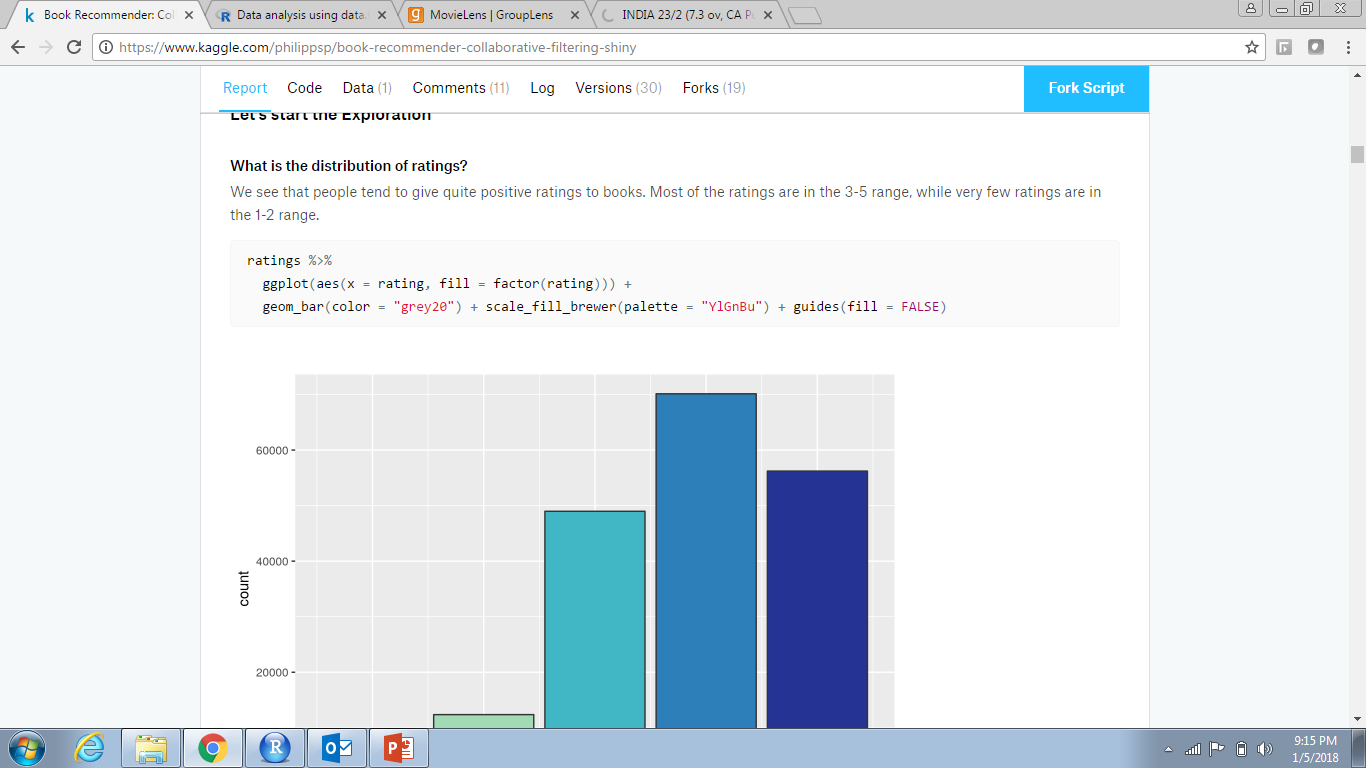 Book Recommender: Col
Data analysis using data.t
MovieLens | GroupLens
INDIA 23/2 (7.3 ov, CA Pu
https://www.kaggle.com/philippsp/book-recommender-collaborative-filtering-shiny
Report Code Data (1) Comments (11) Log Versions (30) Forks (19) Fork Script
Let's start the Exploration
What is the distribution of ratings?
We see that people tend to give quite positive ratings to books. Most of the ratings are in the 3-5 range, while very few ratings are in
the 1-2 range.
ratings %>%
ggplot(aes(x = rating, fill = factor(rating))) +
geom_bar(color = "grey20") + scale_fill_brewer(palette = "YlGnBu") + guides(fill = FALSE)
60000
40000
20000
count
9:15 PM
1/5/2018